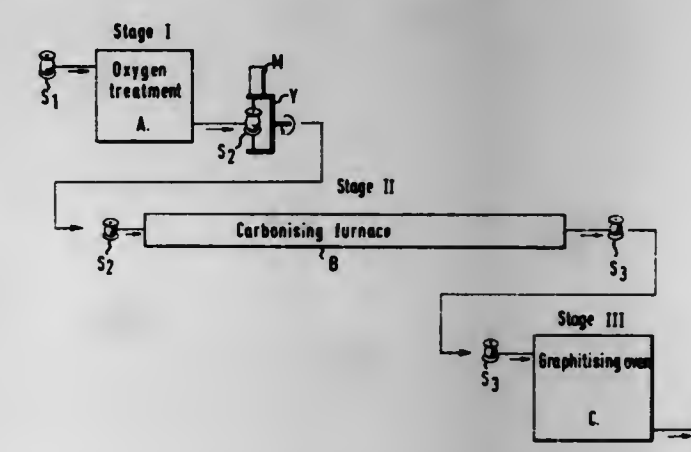 Stage I
Oxygen
treatment
A.
S1
M
Y
S2
Stage II
Carbonising furnace
B
S2
S3
Stage III
Graphitising oven
C.
S3